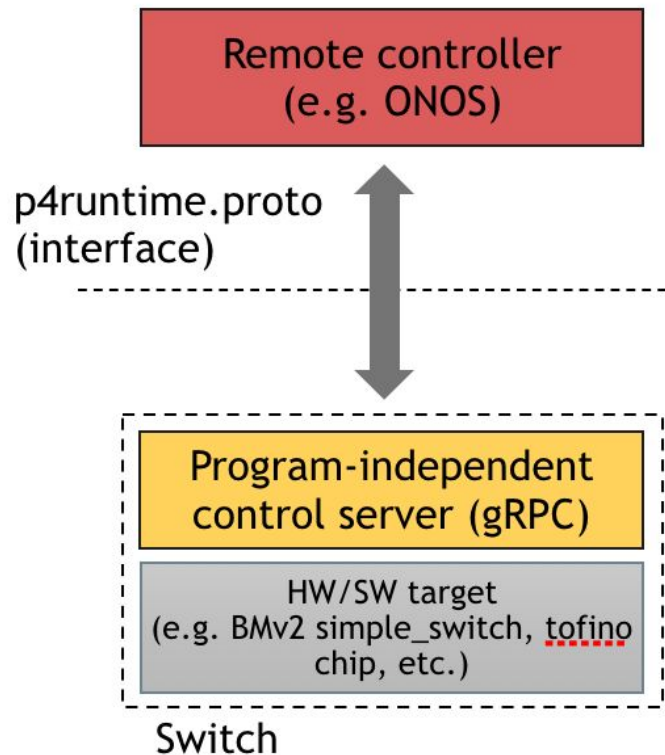 Remote controller
(e.g. ONOS)
p4runtime.proto
(interface)
Program-independent
control server (gRPC)
HW/SW target
(e.g. BMv2 simple_switch, tofino
chip, etc.)
Switch